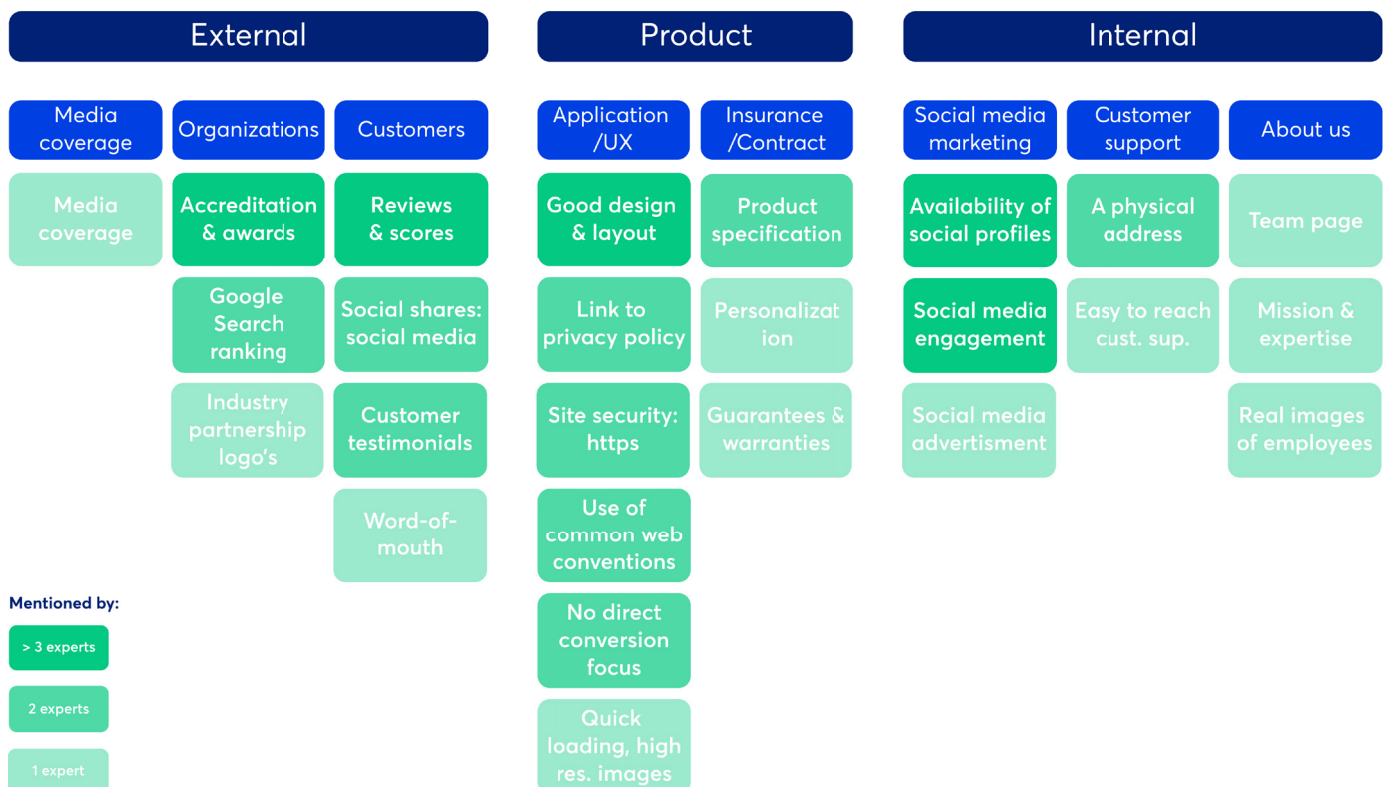 External
Media
coverage
Organizations
Customers
Media
coverage
Accreditation
& awards
Google
Search
ranking
Industry
partnership
logo's
Reviews
& scores
Social shares:
social media
Customer
testimonials
Word-of-
mouth
Product
Application
/UX
Insurance
/Contract
Good design
& layout
Link to
privacy policy
Site security:
https
Use of
common web
conventions
No direct
conversion
focus
Quick
loading, high
res. images
Product
specification
Personalizat
ion
Guarantees &
warranties
Internal
Social media
marketing
Customer
support
About us
Availability of
social profiles
Social media
engagement
Social media
advertisment
A physical
address
Easy to reach
cust. sup.
Team page
Mission &
expertise
Real images
of employees
Mentioned by:
> 3 experts
2 experts
1 expert